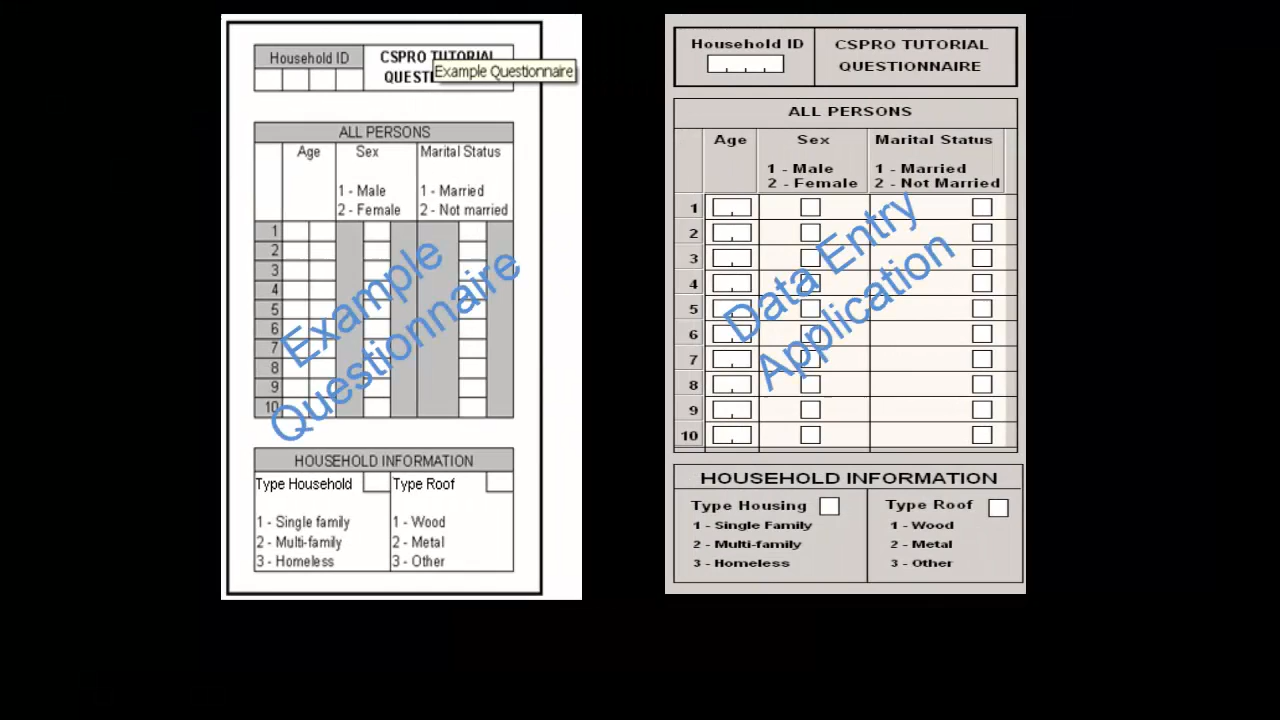 Household ID
CSPRO TUTORIAL
Example Questionnaire
ALL PERSONS
Age Sex Marital Status
1 - Male 1 - Married
2 - Female 2 - Not married
1
2
3
4
5
6
7
8
9
10
Example
Questionnaire
HOUSEHOLD INFORMATION
Type Household Type Roof
1 - Single family 1 - Wood
2 - Multi-family 2 - Metal
3 - Homeless 3 - Other
Household ID CSPRO TUTORIAL
QUESTIONNAIRE
ALL PERSONS
Age Sex Marital Status
1 - Male 1 - Married
2 - Female 2 - Not Married
1
2
3
4
5
6
7
8
9
10
Data Entry
Application
HOUSEHOLD INFORMATION
Type Housing Type Roof
1 - Single Family 1 - Wood
2 - Multi-family 2 - Metal
3 - Homeless 3 - Other